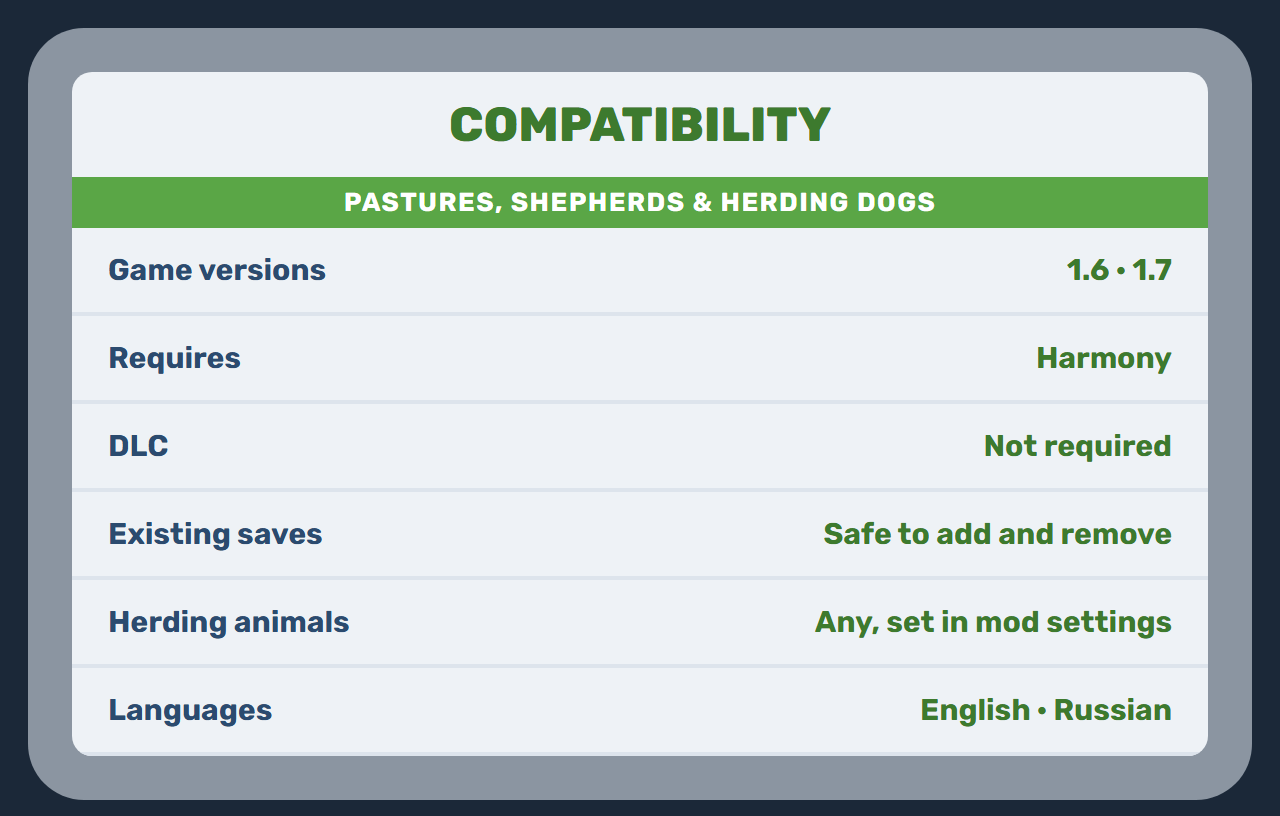 COMPATIBILITY
PASTURES, SHEPHERDS & HERDING DOGS
Game versions 1.6 • 1.7
Requires Harmony
DLC Not required
Existing saves Safe to add and remove
Herding animals Any, set in mod settings
Languages English • Russian